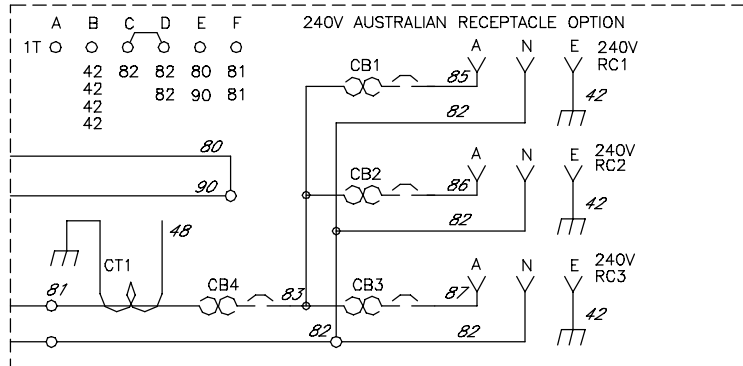 A B C D E F 240V AUSTRALIAN RECEPTACLE OPTION
1T A N E 240V
RC1
42 82 82 80 81 CB1 85
42 82 90 81 42
42 82
42
80 A N E 240V
RC2
90 CB2 86
48 82 42
CT1 A N E 240V
RC3
81 CB4 83 CB3 87
82 82 42